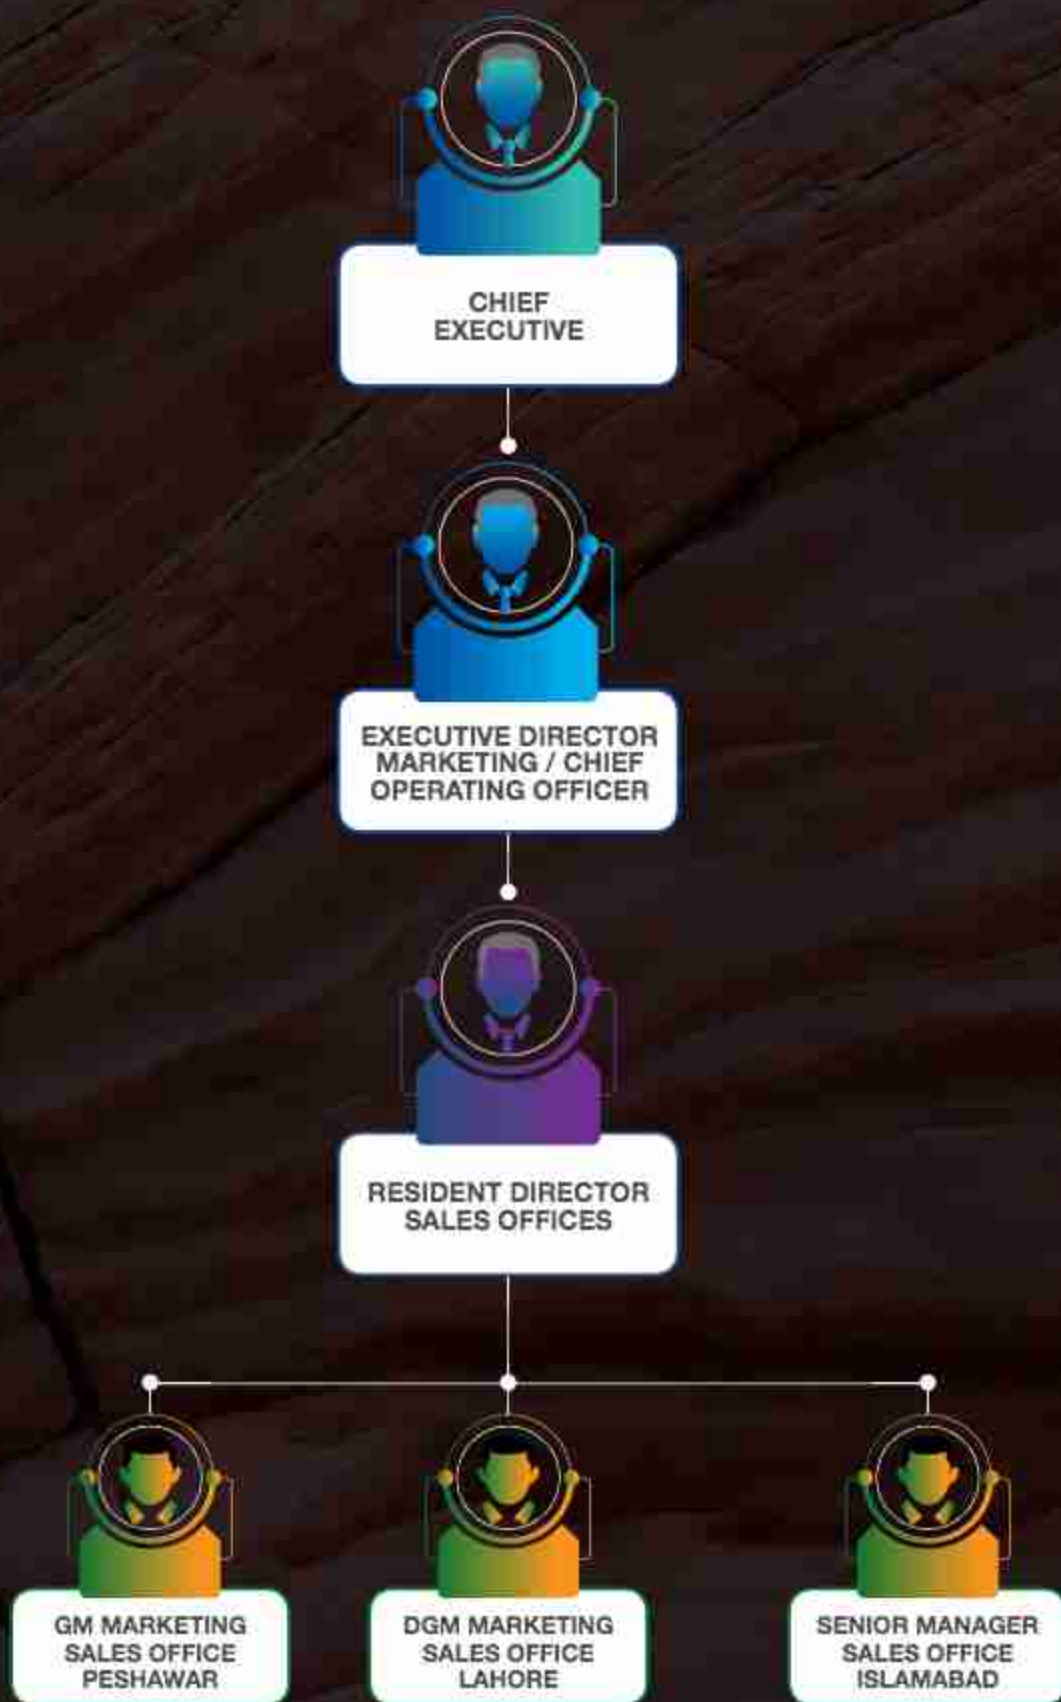 CHIEF
EXECUTIVE
EXECUTIVE DIRECTOR
MARKETING / CHIEF
OPERATING OFFICER
RESIDENT DIRECTOR
SALES OFFICES
GM MARKETING
SALES OFFICE
PESHAWAR
DGM MARKETING
SALES OFFICE
LAHORE
SENIOR MANAGER
SALES OFFICE
ISLAMABAD